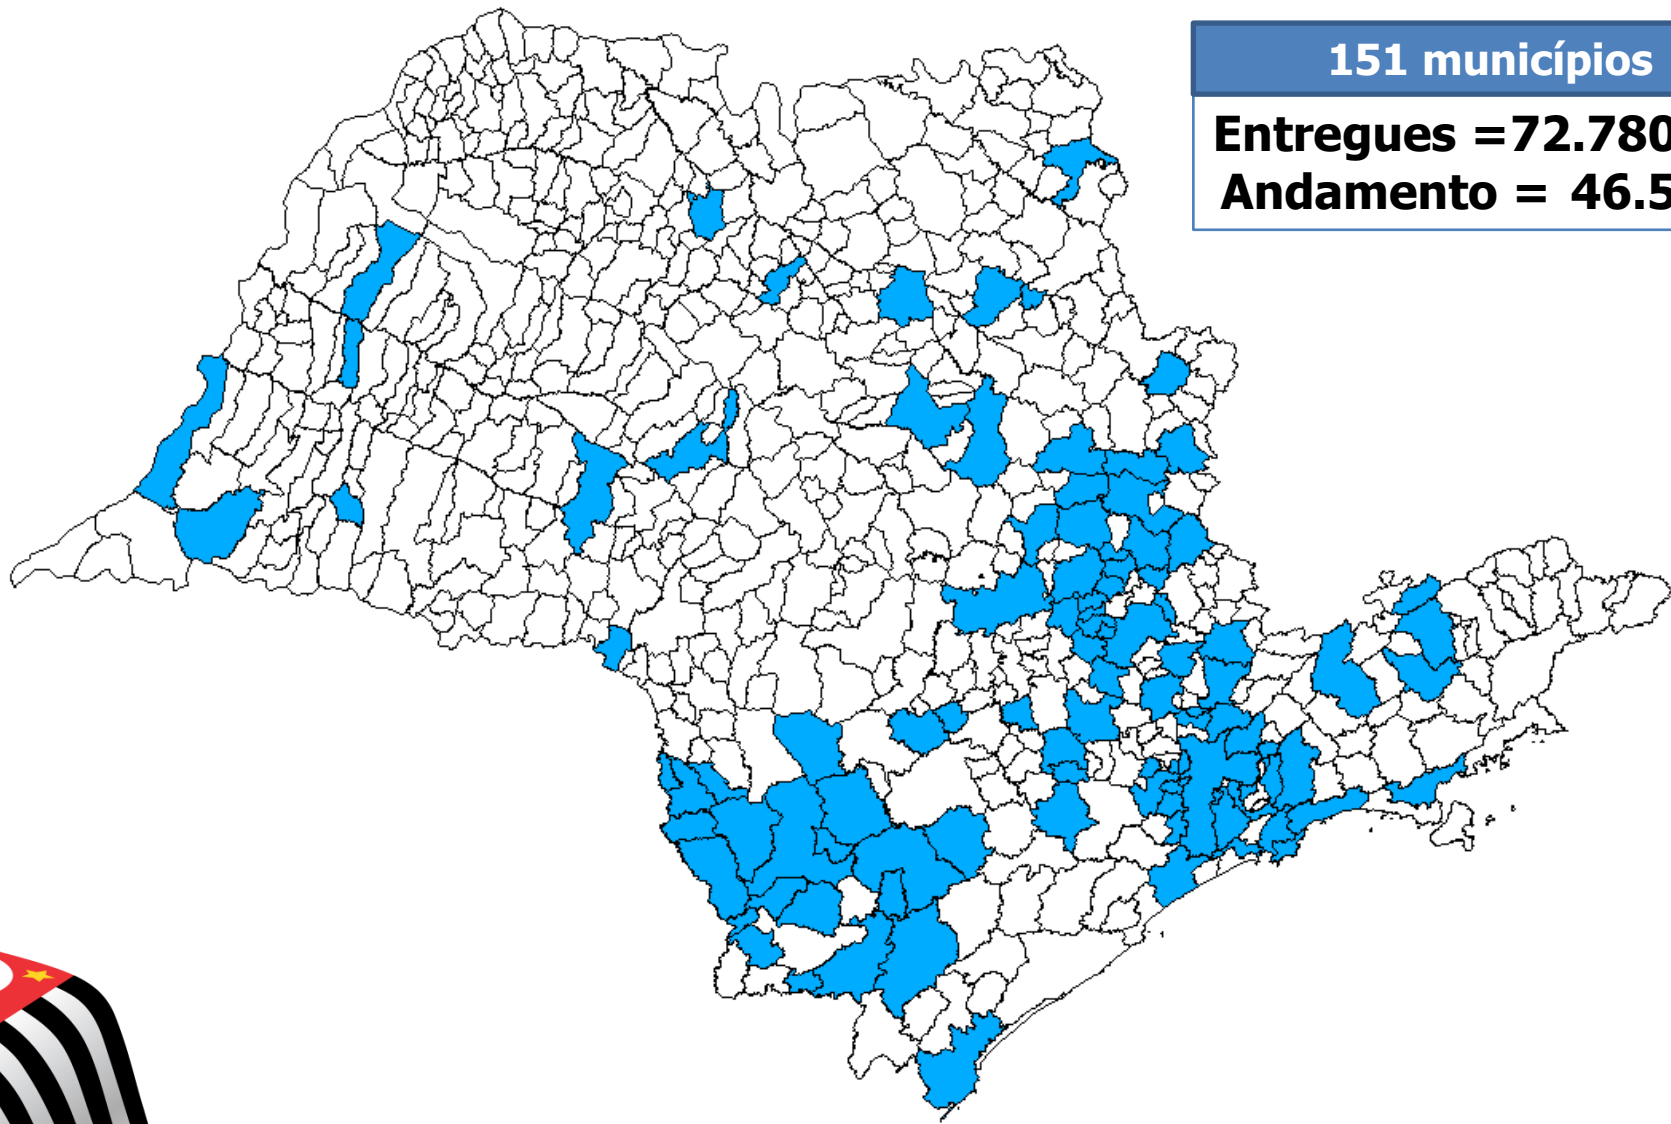 151 municípios
Entregues =72.780
Andamento = 46.5